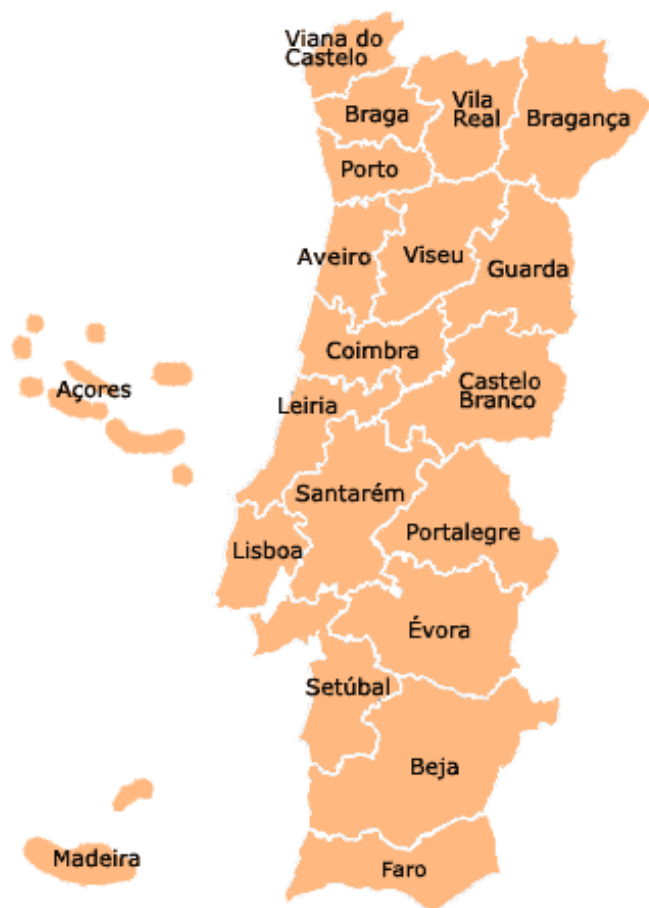 Viana do
Castelo
Braga
Vila
Real
Bragança
Porto
Aveiro
Viseu
Guarda
Coimbra
Açores
Leiria
Castelo
Branco
Santarém
Portalegre
Lisboa
Évora
Setúbal
Beja
Madeira
Faro